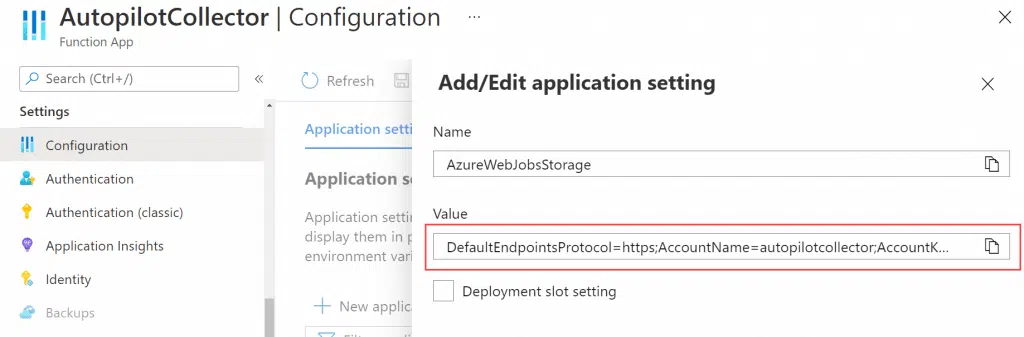 AutopilotCollector | Configuration ...
Function App
Search (Ctrl+/)
«
Settings
Configuration
Authentication
Authentication (classic)
Application Insights
Identity
Backups
Refresh
Application setti
Application se
Application setti
display them in p
environment vari
New applic
Add/Edit application setting
Name
AzureWebJobsStorage
Value
DefaultEndpointsProtocol=https;AccountName=autopilotcollector;AccountK...
Deployment slot setting